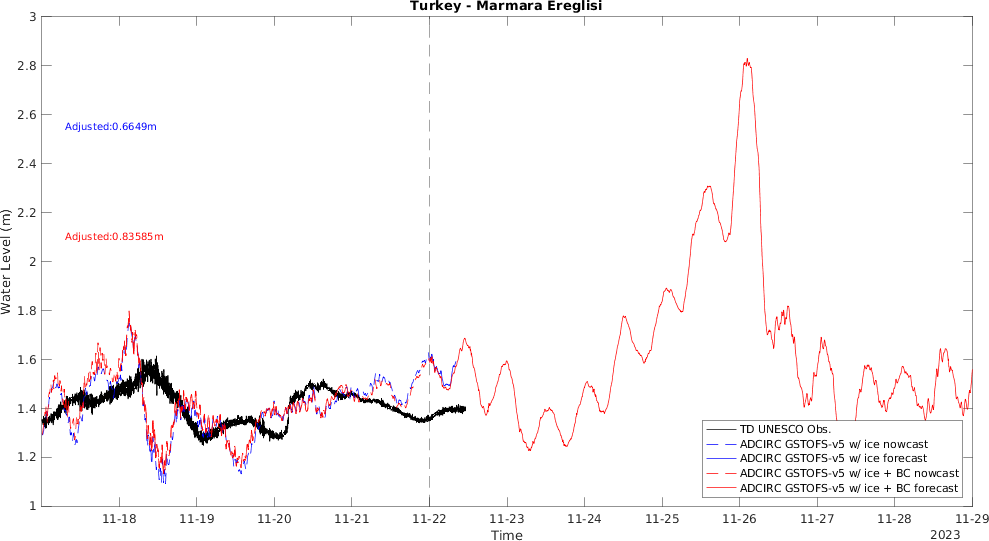 Turkey - Marmara Ereglisi
3
2.8
2.6
2.4
2.2
2
1.8
1.6
1.4
1.2
1
Water Level (m)
Adjusted:0.6649m
Adjusted:0.83585m
TD UNESCO Obs.
ADCIRC GSTOFS-v5 w/ ice nowcast
ADCIRC GSTOFS-v5 w/ ice forecast
ADCIRC GSTOFS-v5 w/ ice + BC nowcast
ADCIRC GSTOFS-v5 w/ ice + BC forecast
11-18 11-19 11-20 11-21 11-22 11-23 11-24 11-25 11-26 11-27 11-28 11-29
Time
2023